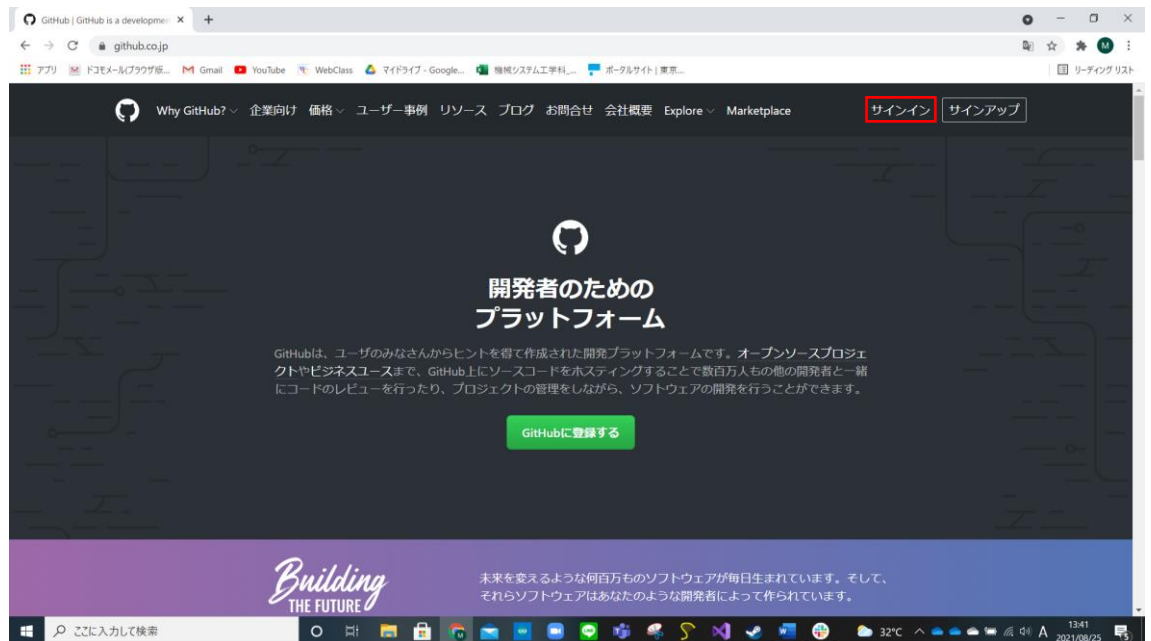 GitHub | GitHub is a developmen
github.co.jp
アプリ ドコモメール(ブラウザ版... Gmail YouTube WebClass マイドライブ - Google... 機械システム工学科_... ポータルサイト | 東京... リーディング リスト
Why GitHub? 企業向け 価格 ユーザー事例 リソース ブログ お問合せ 会社概要 Explore Marketplace サインイン サインアップ
開発者のための
プラットフォーム
GitHubは、ユーザのみなさんからヒントを得て作成された開発プラットフォームです。オープンソースプロジェ
クトやビジネスユースまで、GitHub上にソースコードをホスティングすることで数百万人もの他の開発者と一緒
にコードのレビューを行ったり、プロジェクトの管理をしながら、ソフトウェアの開発を行うことができます。
GitHubに登録する
Building
THE FUTURE
未来を変えるような何百万ものソフトウェアが毎日生まれています。そして、
それらソフトウェアはあなたのような開発者によって作られています。
ここに入力して検索
32°C
A
13:41
2021/08/25